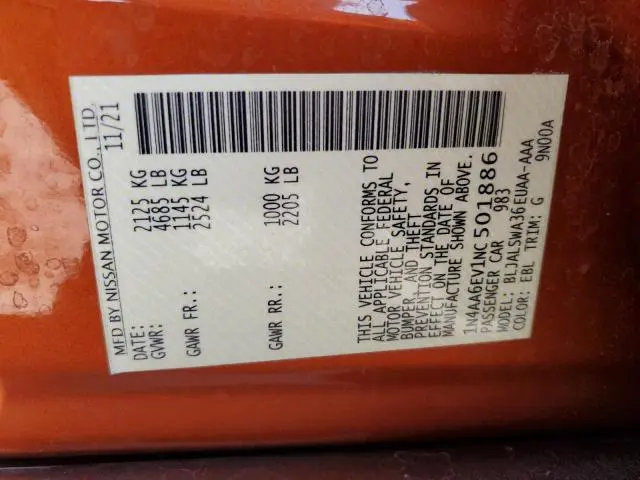 MFD BY NISSAN MOTOR CO., LTD.
DATE: 11/21
GVWR: 2125 KG
4685 LB
GAWR FR.: 1145 KG
2524 LB
GAWR RR.: 1000 KG
2205 LB
THIS VEHICLE CONFORMS TO
ALL APPLICABLE FEDERAL
MOTOR VEHICLE SAFETY,
BUMPER, AND THEFT
PREVENTION STANDARDS IN
EFFECT ON THE DATE OF
MANUFACTURE SHOWN ABOVE.
1N4AA6EV1NC501886
PASSENGER CAR 983
MODEL: BLJALSWA36EUAA-AAA
COLOR: EBL TRIM: G 9N00A